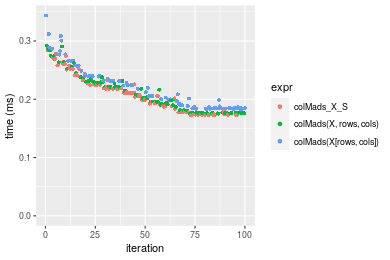 0.3
0.2
0.1
0.0
time (ms)
0
25
50
75
100
iteration
expr
colMads_X_S
colMads(X, rows, cols)
colMads(X[rows, cols])